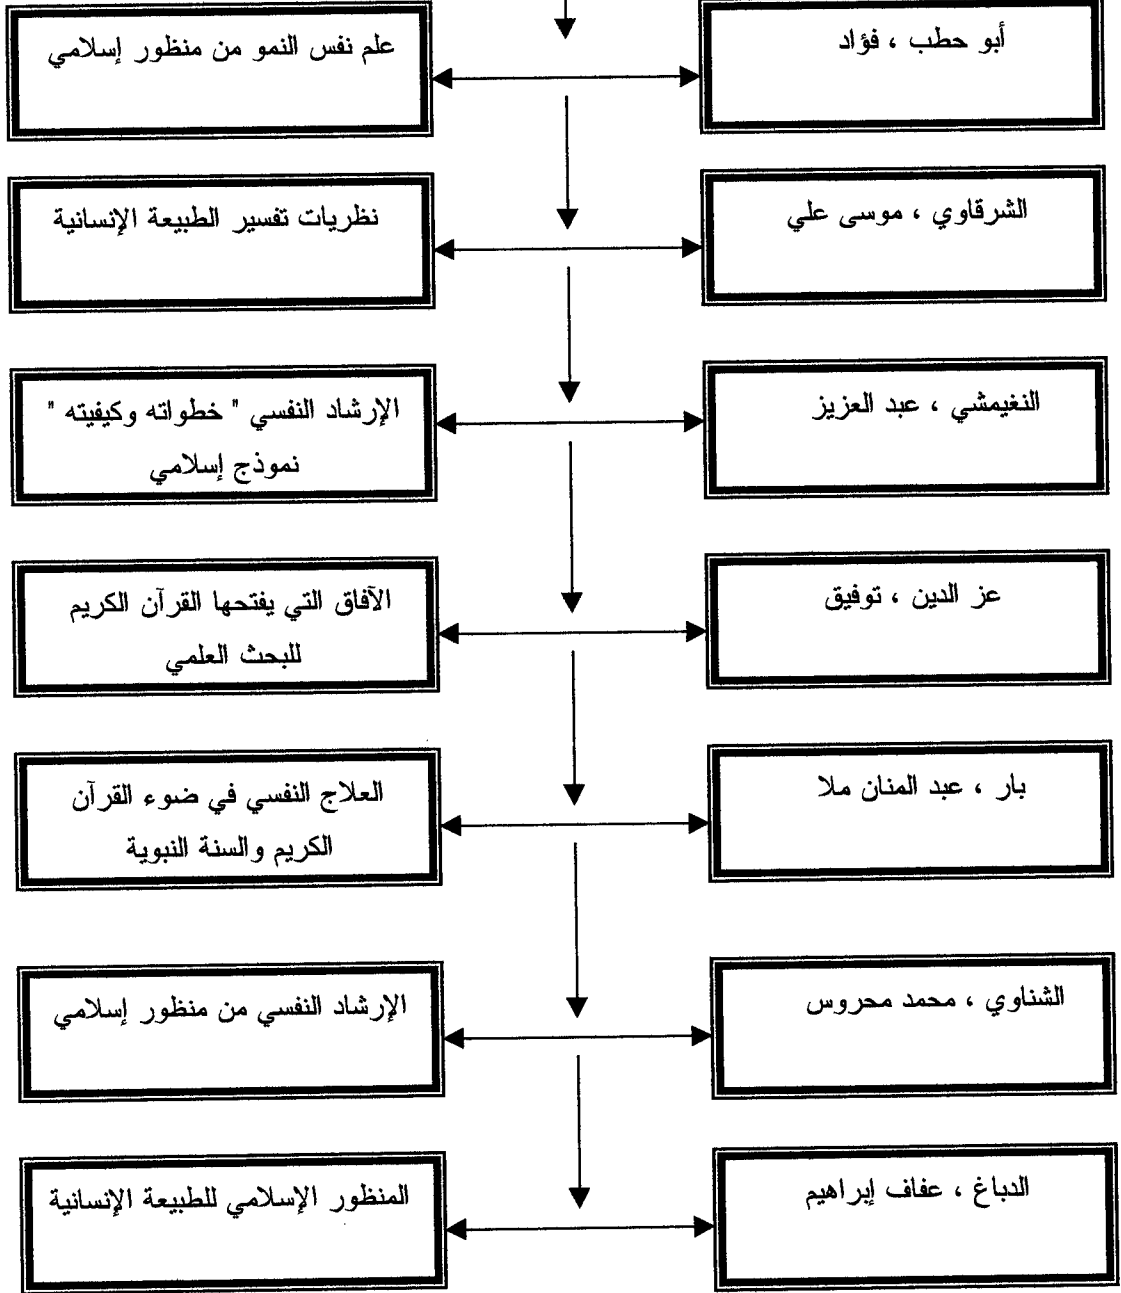 أبو حطب ، فؤاد
علم نفس النمو من منظور إسلامي
الشرقاوي ، موسى علي
نظريات تفسير الطبيعة الإنسانية
النغيمشي ، عبد العزيز
الإرشاد النفسي " خطواته وكيفيته "
نموذج إسلامي
عز الدين ، توفيق
الآفاق التي يفتحها القرآن الكريم
للبحث العلمي
بار ، عبد المنان ملا
العلاج النفسي في ضوء القرآن
الكريم والسنة النبوية
الشناوي ، محمد محروس
الإرشاد النفسي من منظور إسلامي
الدباغ ، عفاف إبراهيم
المنظور الإسلامي للطبيعة الإنسانية